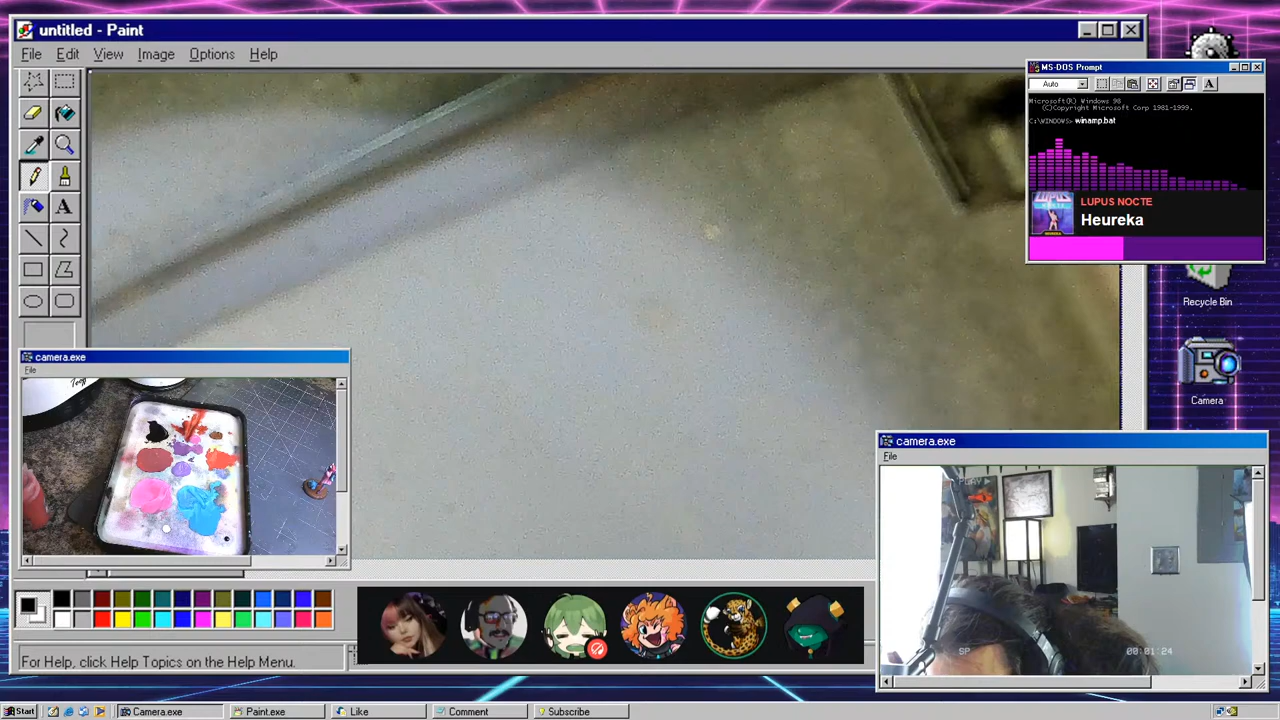 untitled - Paint
File Edit View Image Options Help
MS-DOS Prompt
Auto
A
Microsoft(R) Windows 98
(C)Copyright Microsoft Corp 1981-1999.
C:\WINDOWS> winamp.bat
LUPUS NOCTE
Heureka
Recycle Bin
Camera
A
camera.exe
File
camera.exe
File
PLAY
SP
00:01:24
For Help, click Help Topics on the Help Menu.
Start
Camera.exe
Paint.exe
Like
Comment
Subscribe